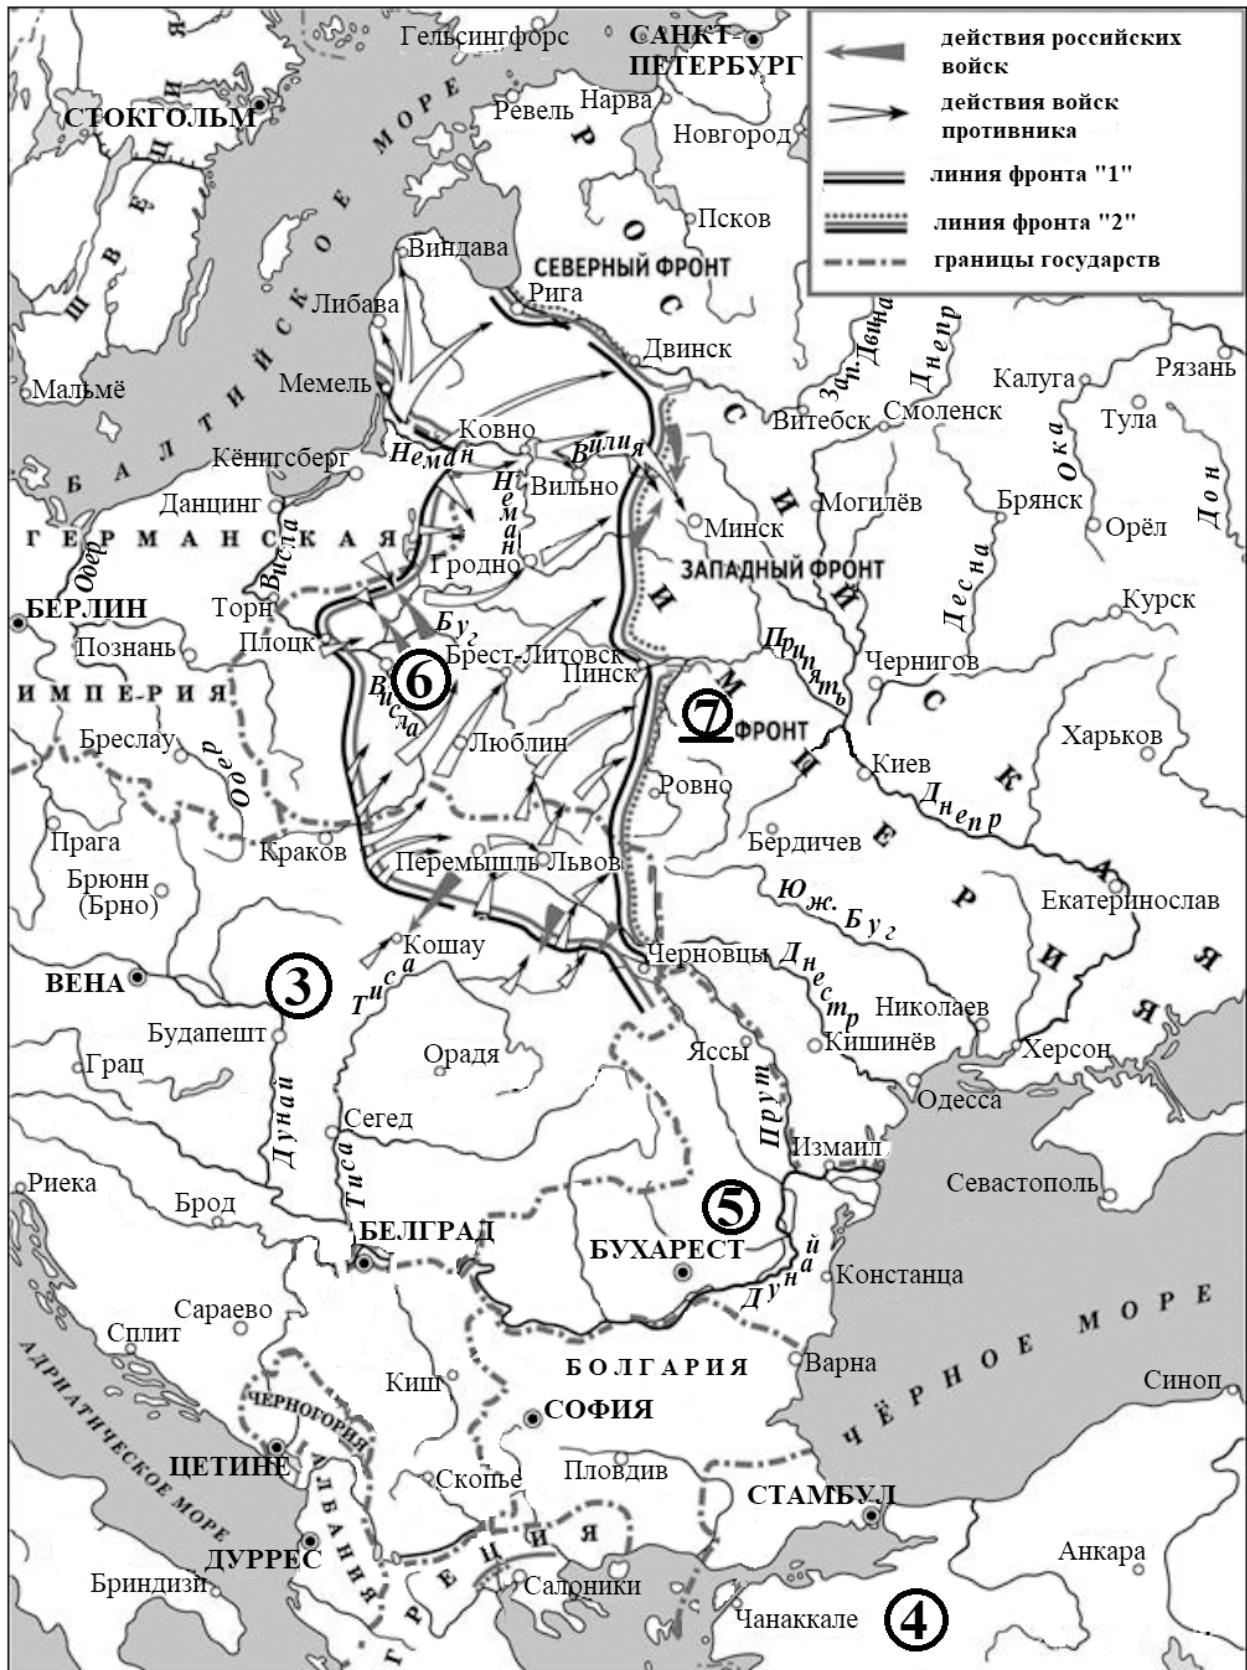 действия российских
войск
действия войск
противника
линия фронта "1"
линия фронта "2"
границы государств
Гельсингфорс
САНКТ-
ПЕТЕРБУРГ
СТОКГОЛЬМ
Ревель
Нарва
Новгород
Псков
БАЛТИЙСКОЕ МОРЕ
ШВЕЦИЯ
РОССИЙСКАЯ
ИМПЕРИЯ
Виндава
СЕВЕРНЫЙ ФРОНТ
Либава
Рига
Двинск
Зап. Двина
Днепр
Рязань
Мальмё
Мемель
Калуга
Тула
Витебск
Смоленск
Ока
Дон
Ковно
Неман
Вилия
Кёнигсберг
Вильно
Неман
Данцинг
Могилёв
Брянск
Минск
Орёл
ГЕРМАНСКАЯ
Одер
Висла
Гродно
ЗАПАДНЫЙ ФРОНТ
Десна
БЕРЛИН
Торн
Курск
Плоцк
Буг
Познань
Брест-Литовск
Припять
Чернигов
ИМПЕРИЯ
6
Пинск
Висла
7
ФРОНТ
Бреслау
Одер
Люблин
Харьков
Киев
Днепр
Ровно
Прага
Краков
Перемышль
Львов
Бердичев
Брюнн
(Брно)
Юж. Буг
Екатеринослав
Кошау
Черновцы
Днестр
ВЕНА
3
Тиса
Николаев
Будапешт
Яссы
Кишинёв
Херсон
Грац
Орадя
Одесса
Дунай
Сегед
Прут
Измаил
Риека
Тиса
Севастополь
Брод
5
БЕЛГРАД
БУХАРЕСТ
Дунай
Констанца
Сараево
ЧЁРНОЕ МОРЕ
Сплит
БОЛГАРИЯ
Варна
АДРИАТИЧЕСКОЕ МОРЕ
Киш
Синоп
ЧЕРНОГОРИЯ
СОФИЯ
ЦЕТИНЕ
АЛБАНИЯ
Скопье
Пловдив
СТАМБУЛ
ГРЕЦИЯ
ДУРРЕС
Анкара
Бриндизи
Салоники
Чанаккале
4